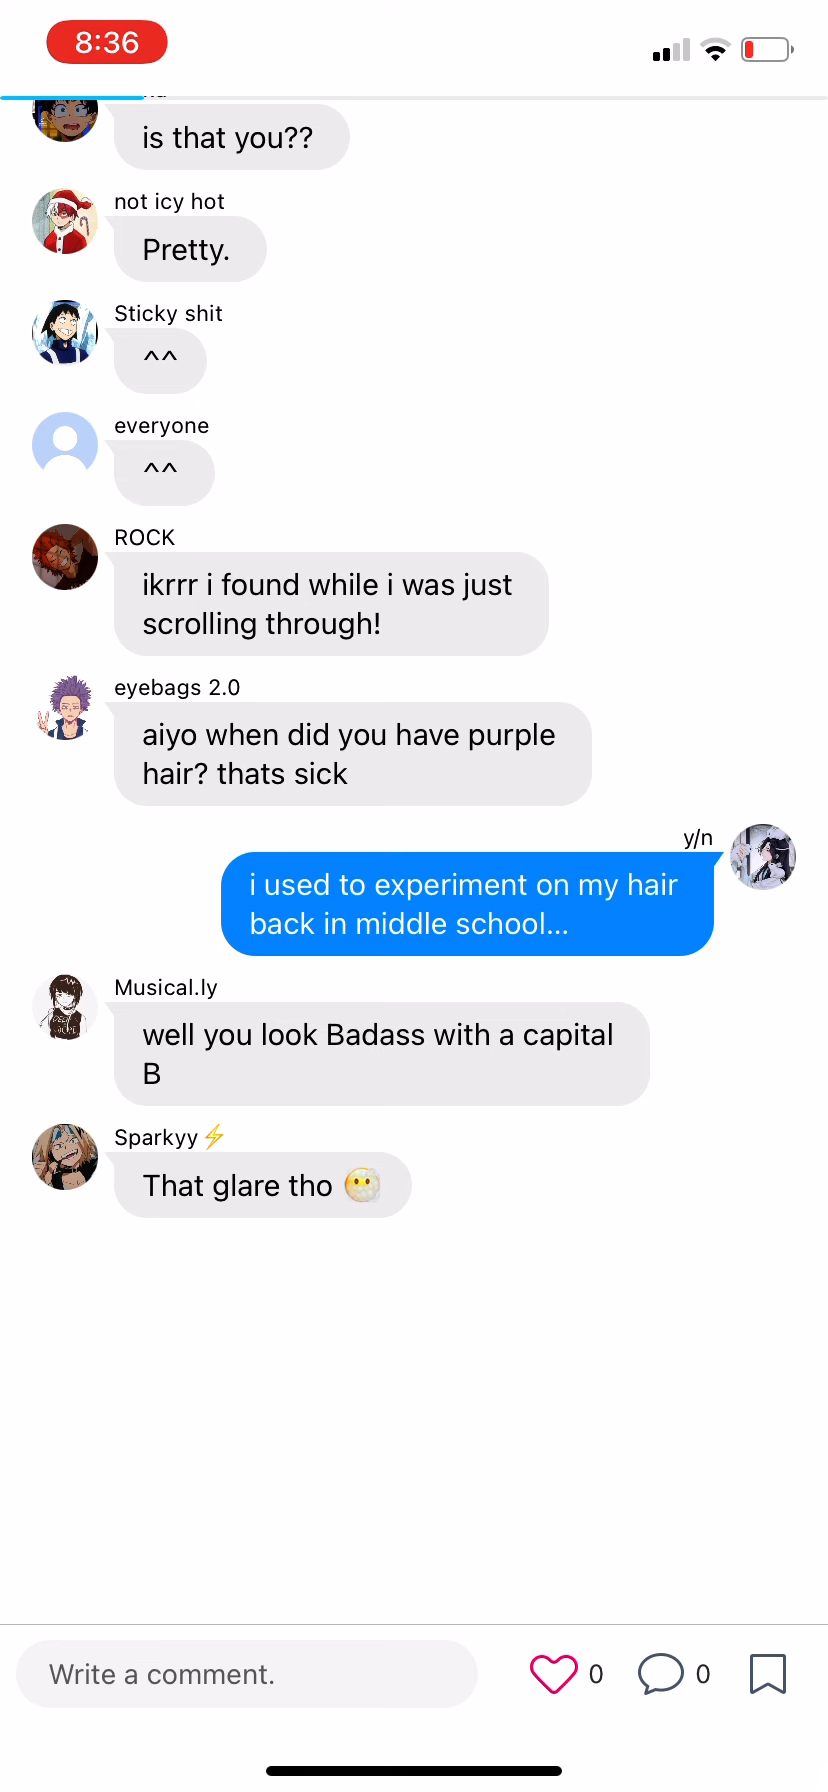 8:36
is that you??
not icy hot
Pretty.
Sticky shit
^^
everyone
^^
ROCK
ikrrr i found while i was just
scrolling through!
eyebags 2.0
aiyo when did you have purple
hair? thats sick
y/n
i used to experiment on my hair
back in middle school...
Musical.ly
well you look Badass with a capital
B
Sparkyy⚡
That glare tho 😶‍🌫️
Write a comment.
0
0